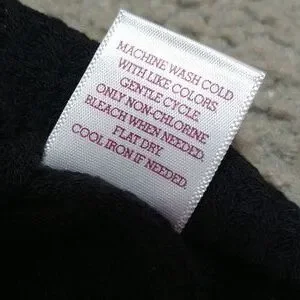 MACHINE WASH COLD
WITH LIKE COLORS.
GENTLE CYCLE.
ONLY NON-CHLORINE
BLEACH WHEN NEEDED.
FLAT DRY.
COOL IRON IF NEEDED.